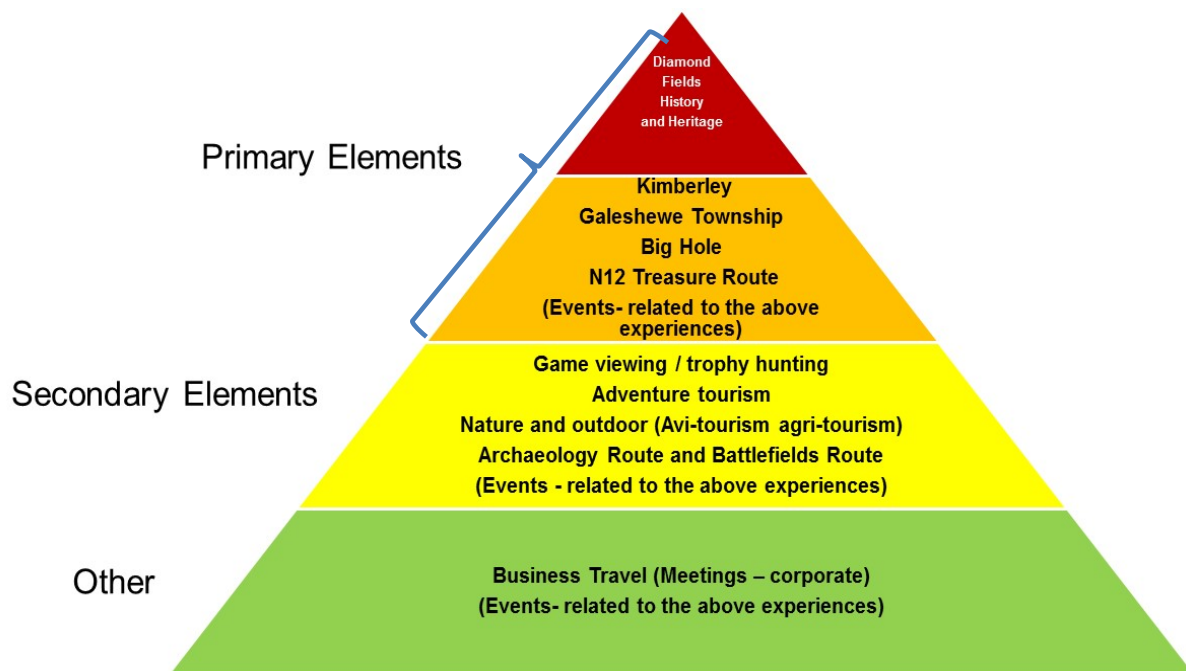 Diamond
Fields
History
and Heritage
Primary Elements
Kimberley
Galeshewe Township
Big Hole
N12 Treasure Route
(Events- related to the above
experiences)
Secondary Elements
Game viewing / trophy hunting
Adventure tourism
Nature and outdoor (Avi-tourism agri-tourism)
Archaeology Route and Battlefields Route
(Events - related to the above experiences)
Other
Business Travel (Meetings – corporate)
(Events- related to the above experiences)